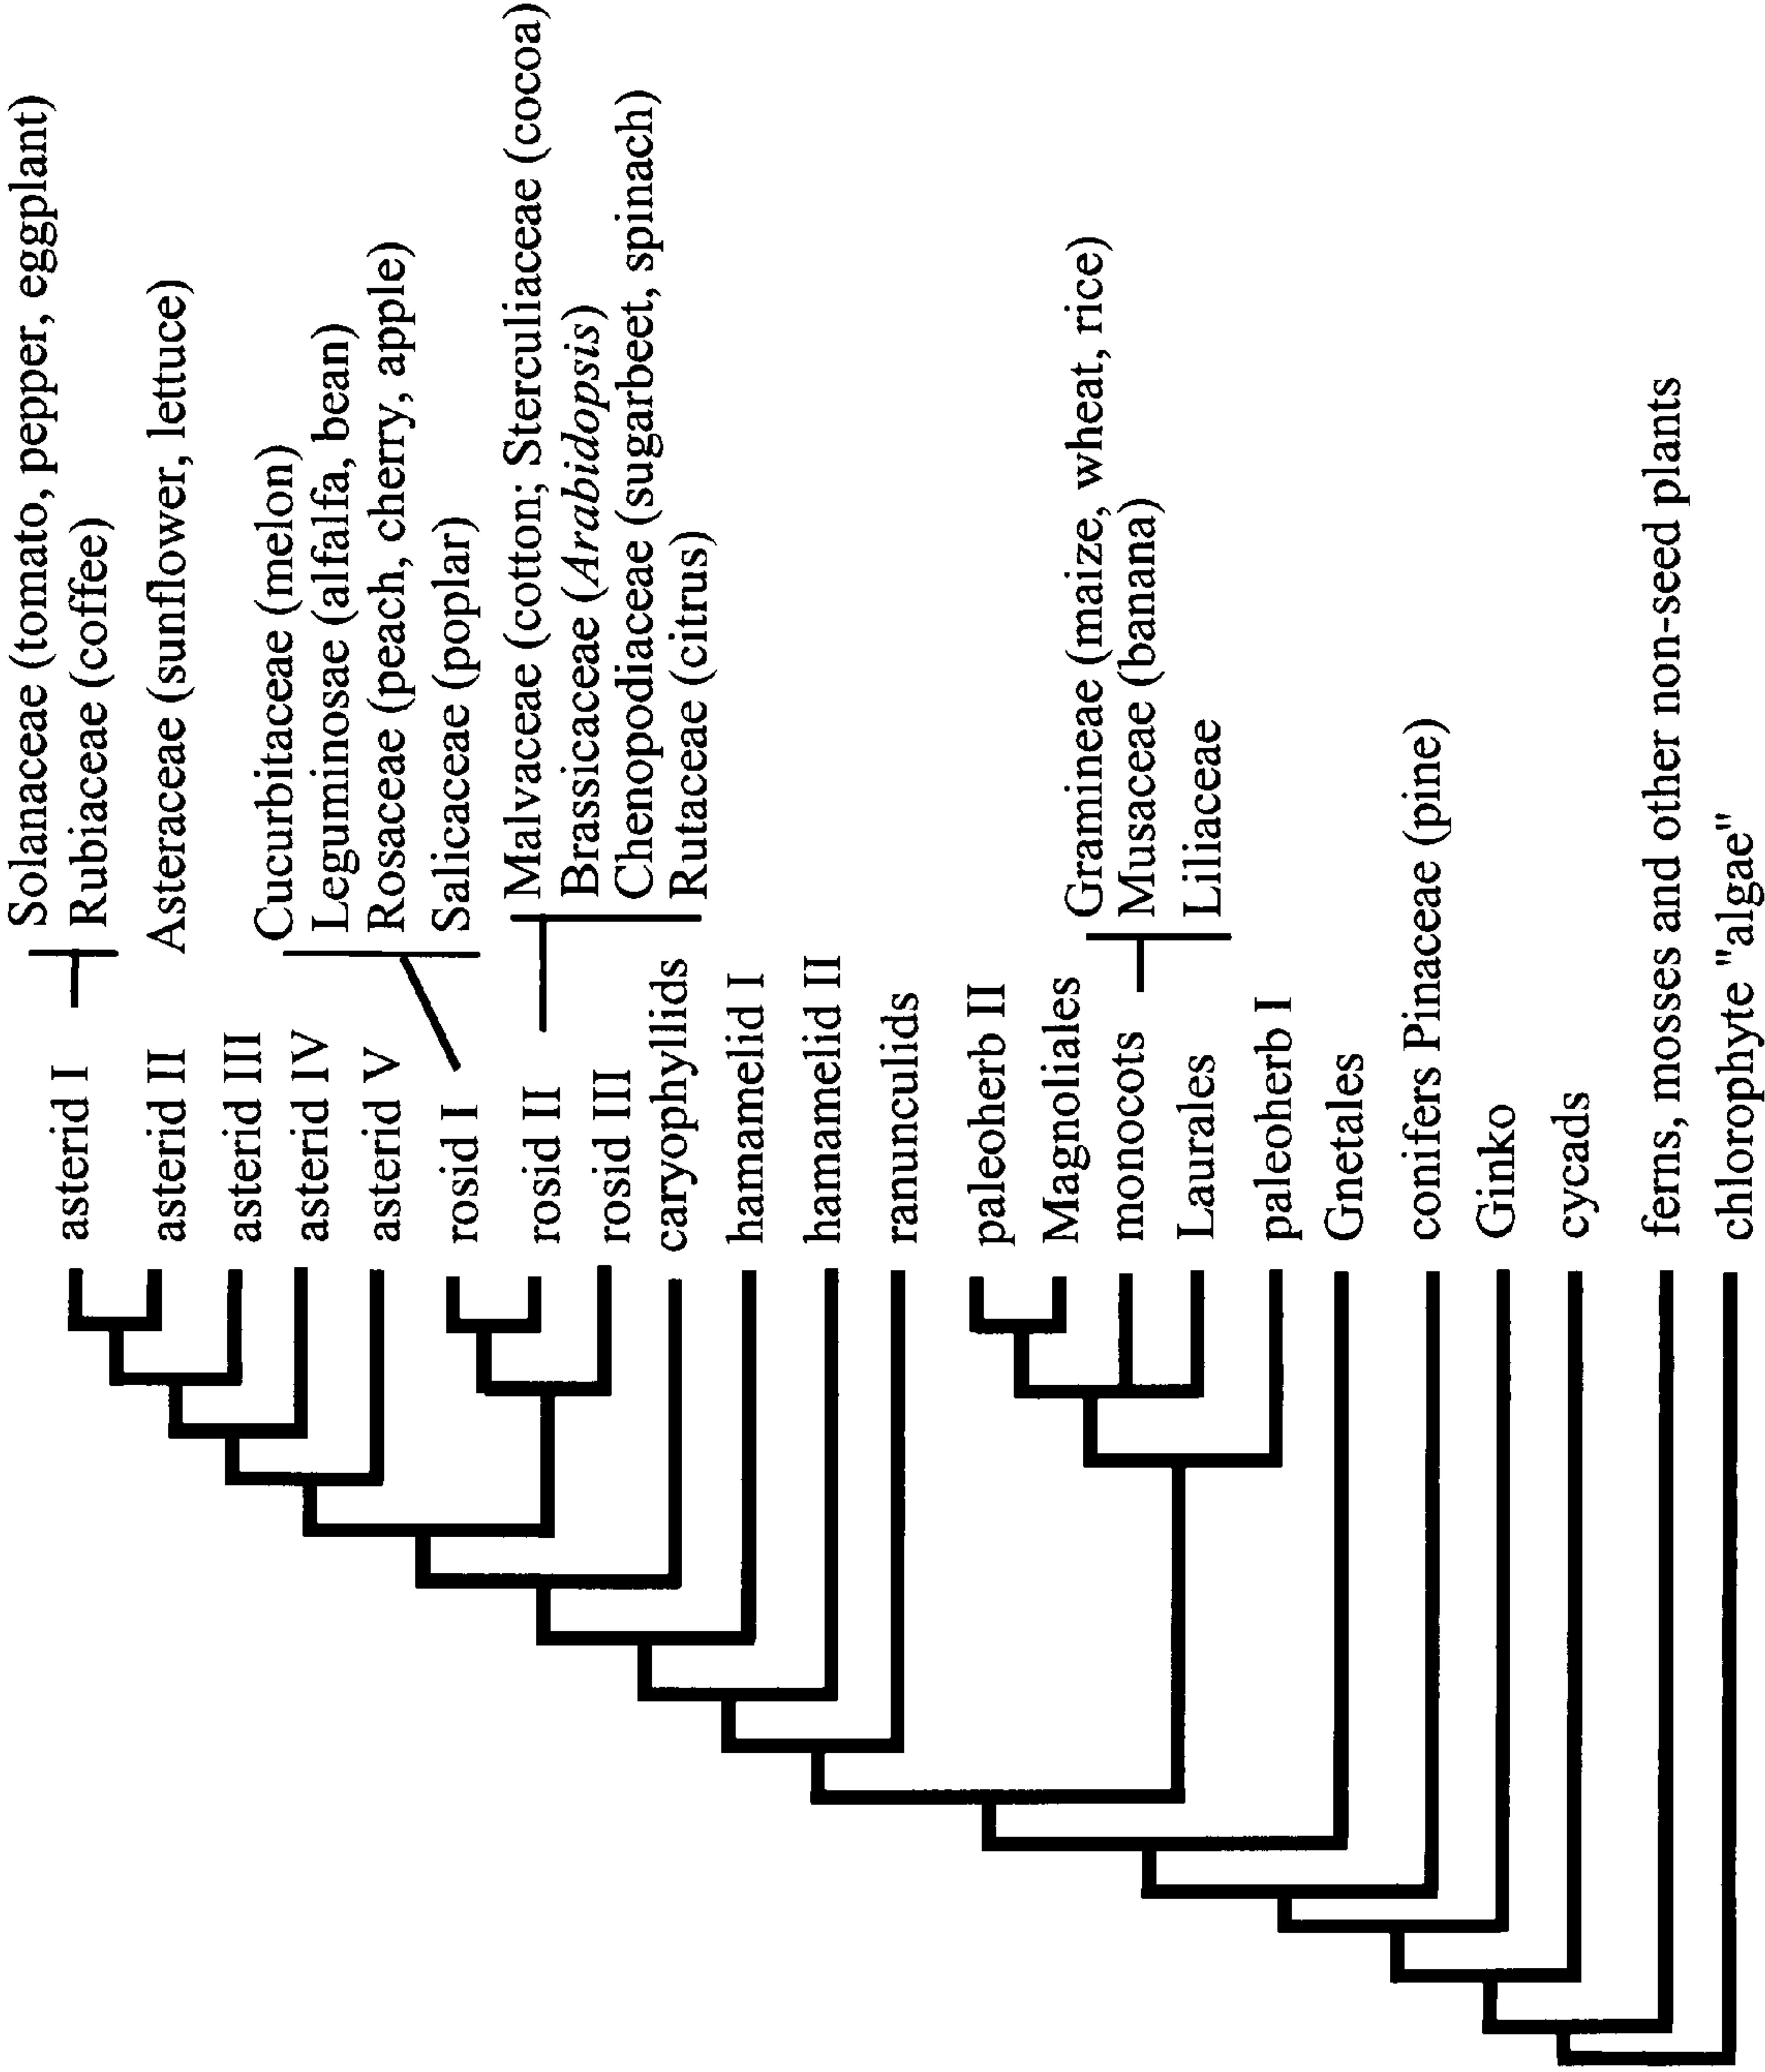 Solanaceae (tomato, pepper, eggplant)
Rubiaceae (coffee)
Asteraceae (sunflower, lettuce)
Cucurbitaceae (melon)
Leguminosae (alfalfa, bean)
Rosaceae (peach, cherry, apple)
Salicaceae (poplar)
Malvaceae (cotton; Sterculiaceae (cocoa)
Brassicaceae (Arabidopsis)
Chenopodiaceae (sugarbeet, spinach)
Rutaceae (citrus)
Gramineae (maize, wheat, rice)
Musaceae (banana)
Liliaceae
asterid I
asterid II
asterid III
asterid IV
asterid V
rosid I
rosid II
rosid III
caryophyllids
hamamelid I
hamamelid II
ranunculids
paleoherb II
Magnoliales
monocots
Laurales
paleoherb I
Gnetales
conifers Pinaceae (pine)
Ginko
cycads
ferns, mosses and other non-seed plants
chlorophyte "algae"